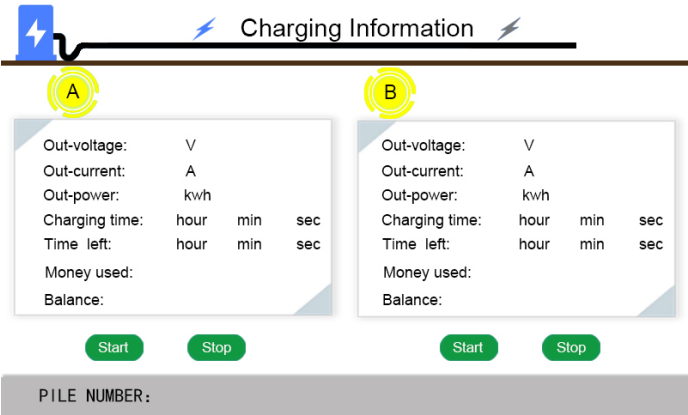 Charging Information
A
Out-voltage: V
Out-current: A
Out-power: kwh
Charging time: hour min sec
Time left: hour min sec
Money used:
Balance:
Start Stop
B
Out-voltage: V
Out-current: A
Out-power: kwh
Charging time: hour min sec
Time left: hour min sec
Money used:
Balance:
Start Stop
PILE NUMBER: